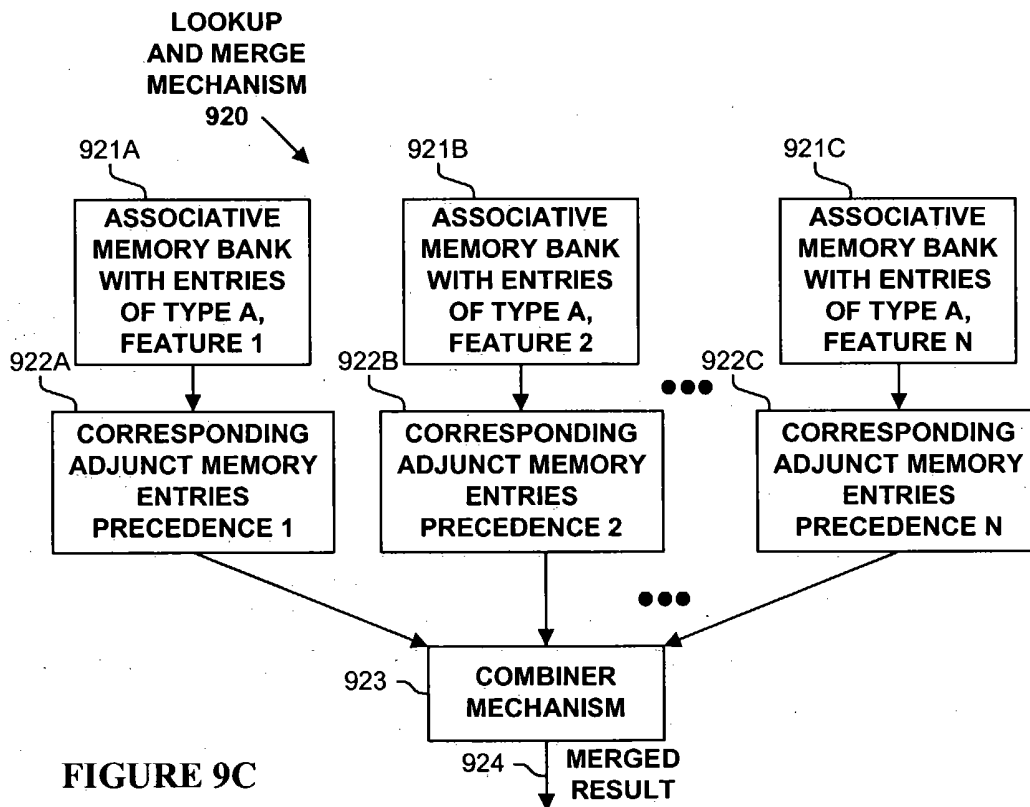 LOOKUP
AND MERGE
MECHANISM
920
921A
921B
921C
ASSOCIATIVE
MEMORY BANK
WITH ENTRIES
OF TYPE A,
FEATURE 1
ASSOCIATIVE
MEMORY BANK
WITH ENTRIES
OF TYPE A,
FEATURE 2
ASSOCIATIVE
MEMORY BANK
WITH ENTRIES
OF TYPE A,
FEATURE N
922A
922B
922C
CORRESPONDING
ADJUNCT MEMORY
ENTRIES
PRECEDENCE 1
CORRESPONDING
ADJUNCT MEMORY
ENTRIES
PRECEDENCE 2
CORRESPONDING
ADJUNCT MEMORY
ENTRIES
PRECEDENCE N
923
COMBINER
MECHANISM
924
MERGED
RESULT
FIGURE 9C